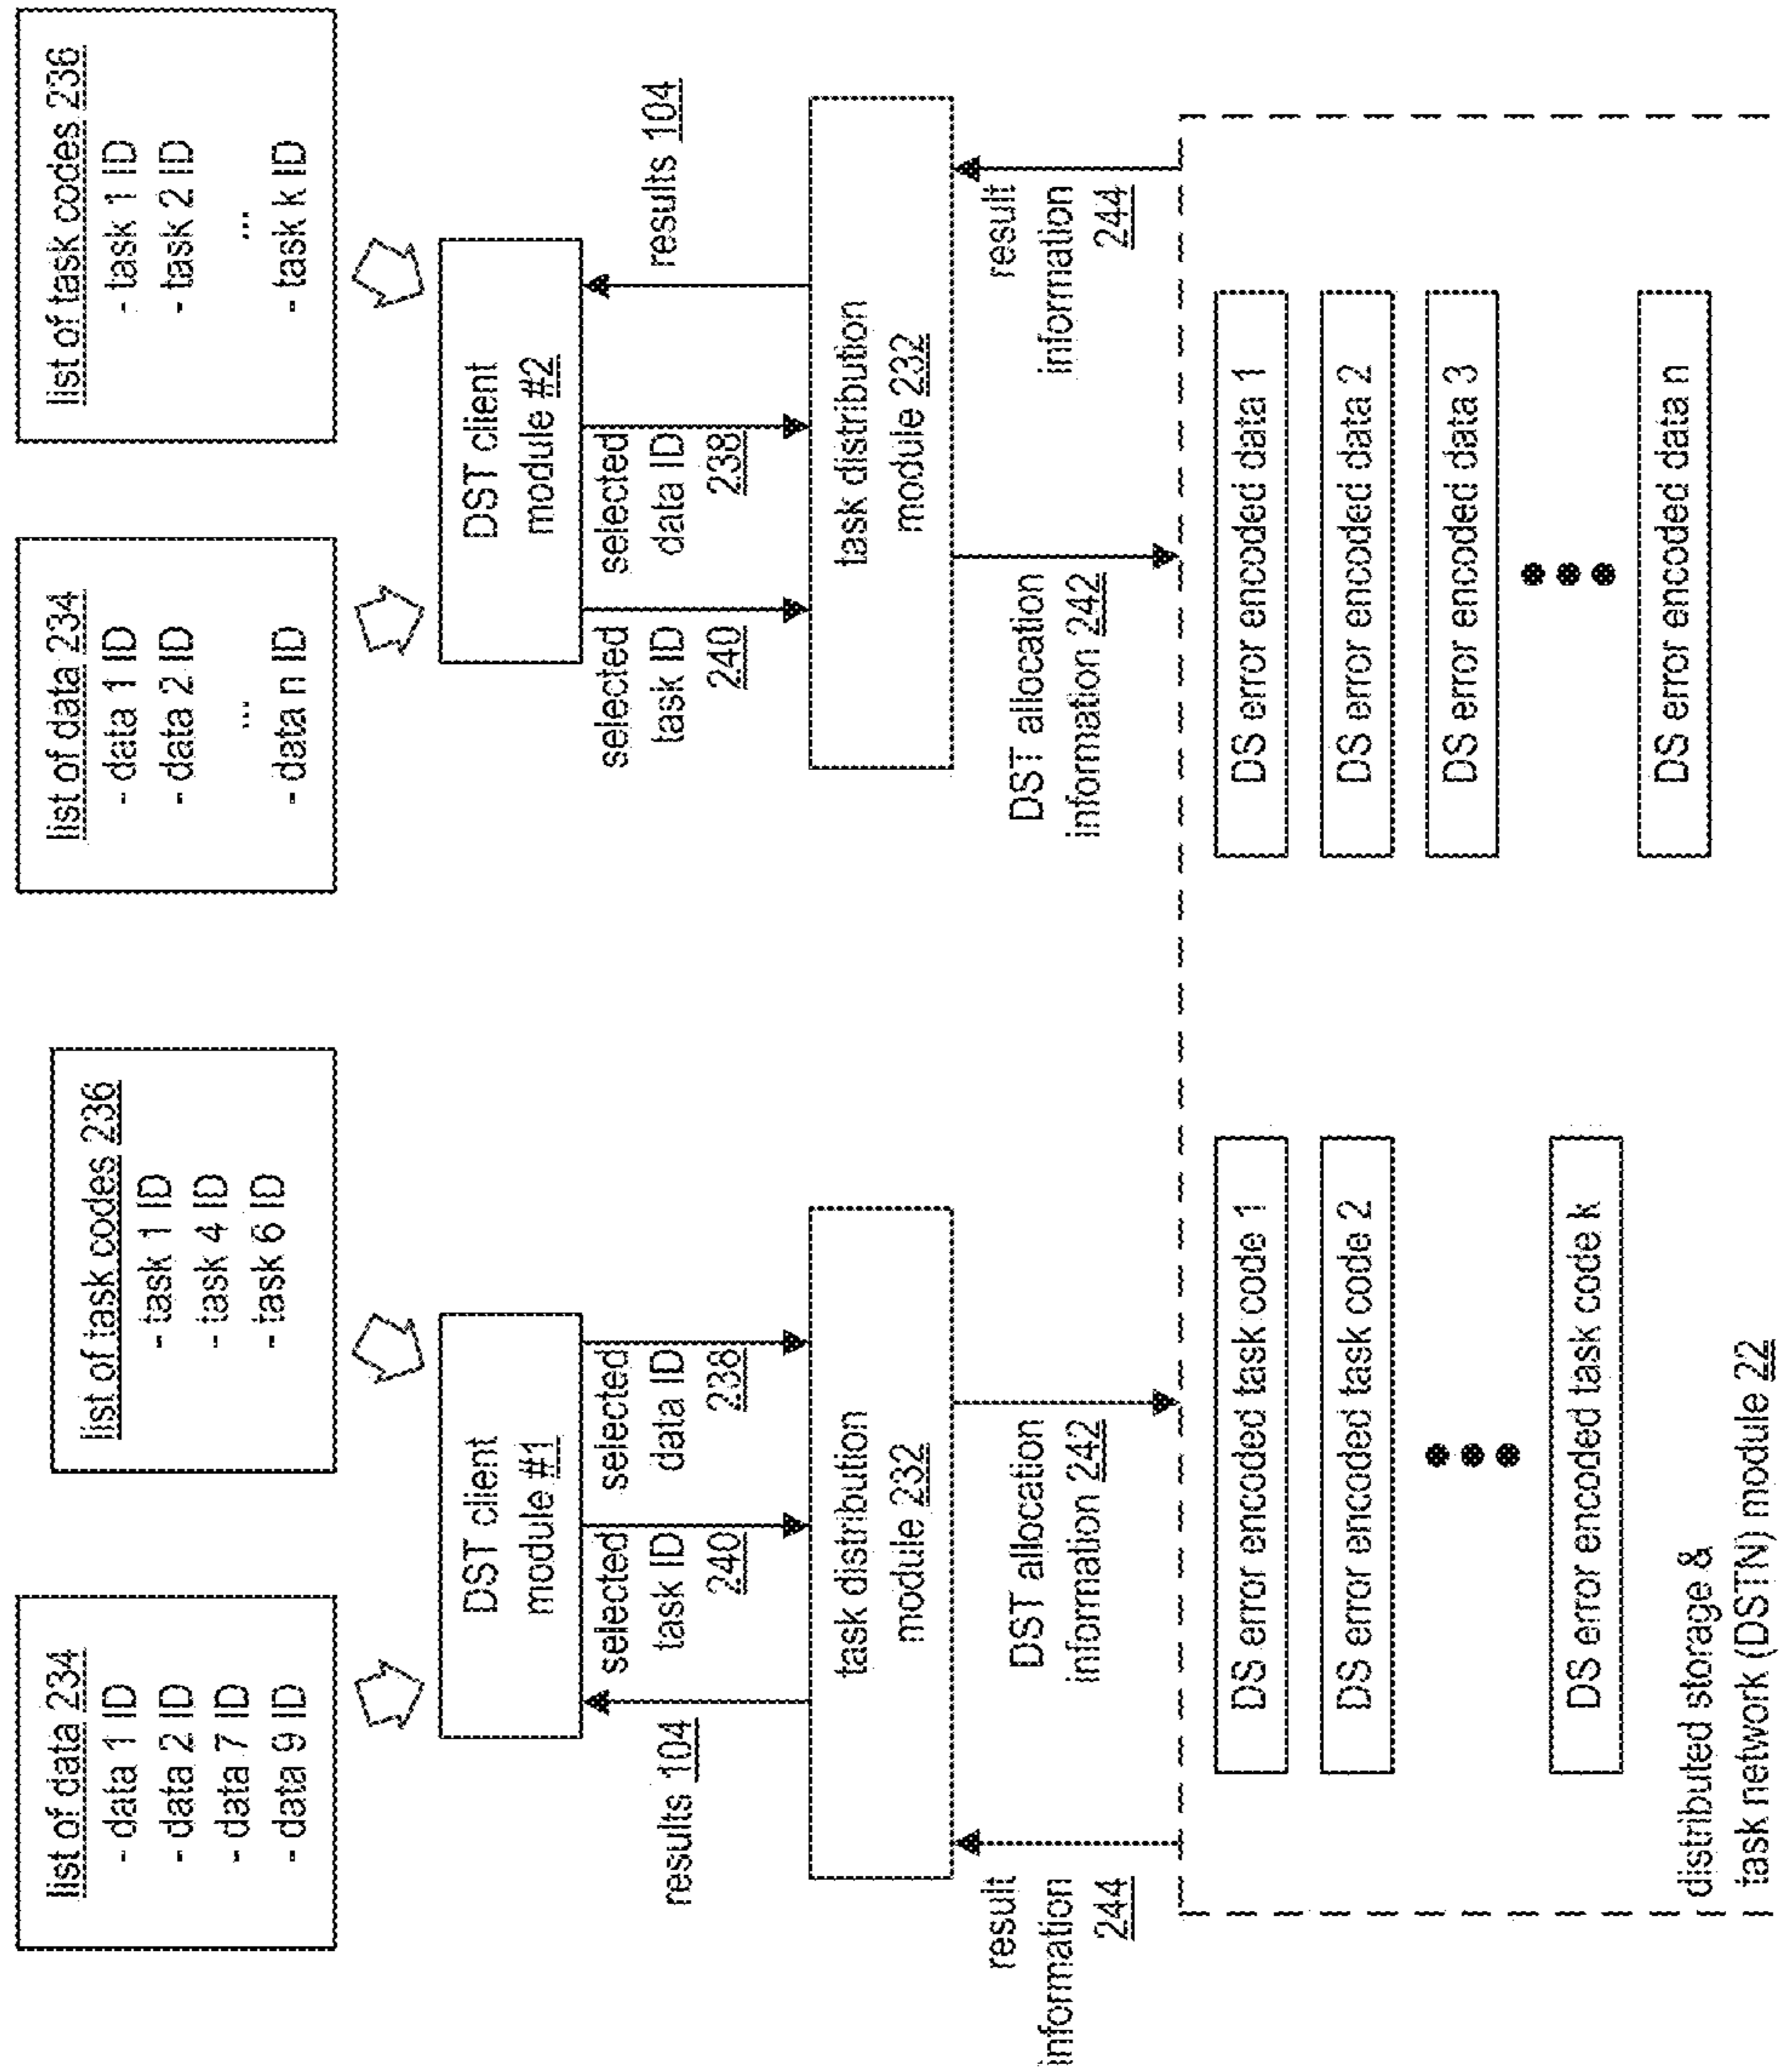 list of data 234
- data 1 ID
- data 2 ID
- data 7 ID
- data 9 ID
list of task codes 236
- task 1 ID
- task 4 ID
- task 6 ID
list of data 234
- data 1 ID
- data 2 ID
...
- data n ID
list of task codes 236
- task 1 ID
- task 2 ID
...
- task k ID
DST client
module #1
DST client
module #2
results 104
selected
task ID
240
selected
data ID
238
selected
task ID
240
selected
data ID
238
results 104
task distribution
module 232
task distribution
module 232
result
information
244
DST allocation
information 242
DST allocation
information 242
result
information
244
DS error encoded task code 1
DS error encoded task code 2
DS error encoded task code k
DS error encoded data 1
DS error encoded data 2
DS error encoded data 3
DS error encoded data n
distributed storage &
task network (DSTN) module 22